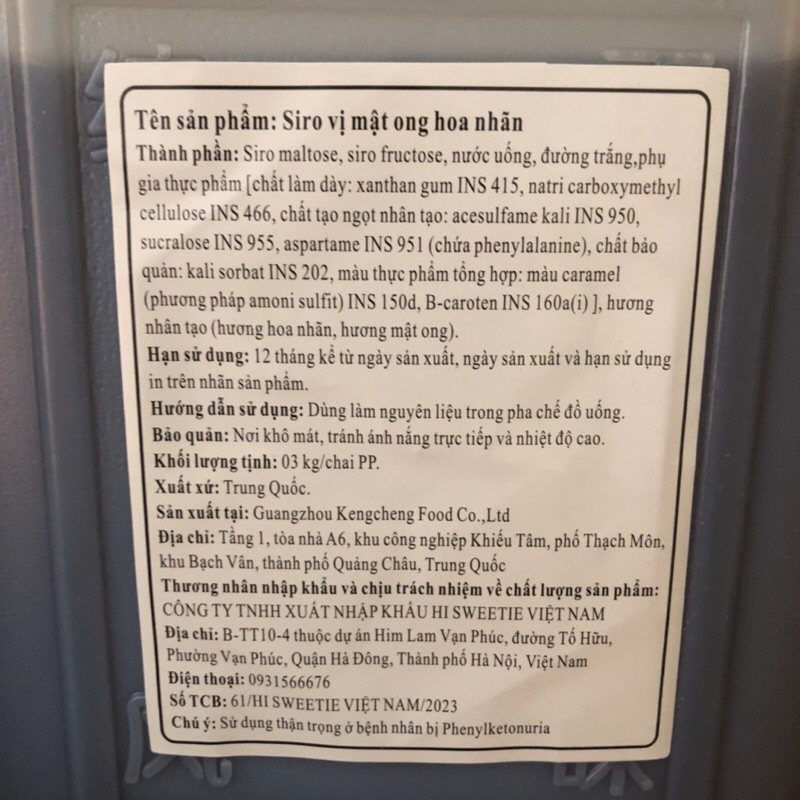 Tên sản phẩm: Siro vị mật ong hoa nhãn
Thành phần: Siro maltose, siro fructose, nước uống, đường trắng,phụ
gia thực phẩm [chất làm dày: xanthan gum INS 415, natri carboxymethyl
cellulose INS 466, chất tạo ngọt nhân tạo: acesulfame kali INS 950,
sucralose INS 955, aspartame INS 951 (chứa phenylalanine), chất bảo
quản: kali sorbat INS 202, màu thực phẩm tổng hợp: màu caramel
(phương pháp amoni sulfit) INS 150d, B-caroten INS 160a(i) ], hương
nhân tạo (hương hoa nhãn, hương mật ong).
Hạn sử dụng: 12 tháng kể từ ngày sản xuất, ngày sản xuất và hạn sử dụng
in trên nhãn sản phẩm.
Hướng dẫn sử dụng: Dùng làm nguyên liệu trong pha chế đồ uống.
Bảo quản: Nơi khô mát, tránh ánh nắng trực tiếp và nhiệt độ cao.
Khối lượng tịnh: 03 kg/chai PP.
Xuất xứ: Trung Quốc.
Sản xuất tại: Guangzhou Kengcheng Food Co.,Ltd
Địa chỉ: Tầng 1, tòa nhà A6, khu công nghiệp Khiếu Tâm, phố Thạch Môn,
khu Bạch Vân, thành phố Quảng Châu, Trung Quốc
Thương nhân nhập khẩu và chịu trách nhiệm về chất lượng sản phẩm:
CÔNG TY TNHH XUẤT NHẬP KHẨU HI SWEETIE VIỆT NAM
Địa chỉ: B-TT10-4 thuộc dự án Him Lam Vạn Phúc, đường Tố Hữu,
Phường Vạn Phúc, Quận Hà Đông, Thành phố Hà Nội, Việt Nam
Điện thoại: 0931566676
Số TCB: 61/HI SWEETIE VIỆT NAM/2023
Chú ý: Sử dụng thận trọng ở bệnh nhân bị Phenylketonuria